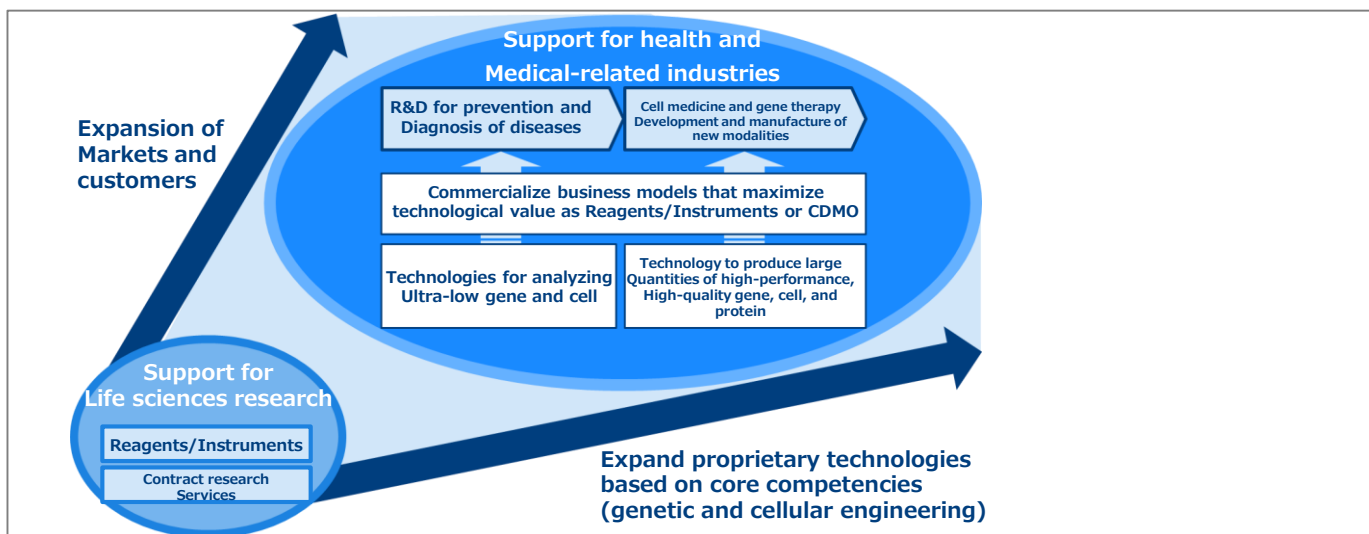 Support for health and
Medical-related industries
R&D for prevention and
Diagnosis of diseases
Cell medicine and gene therapy
Development and manufacture of
new modalities
Expansion of
Markets and
customers
Commercialize business models that maximize
technological value as Reagents/Instruments or CDMO
Technologies for analyzing
Ultra-low gene and cell
Technology to produce large
Quantities of high-performance,
High-quality gene, cell, and
protein
Support for
Life sciences research
Reagents/Instruments
Contract research
Services
Expand proprietary technologies
based on core competencies
(genetic and cellular engineering)